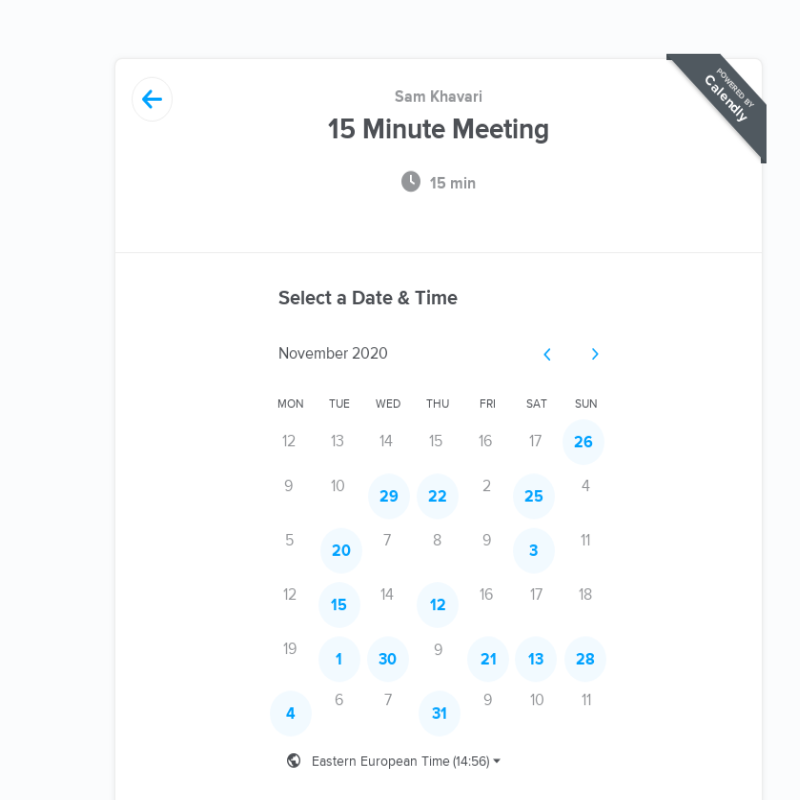 POWERED BY
Calendly
Sam Khavari
15 Minute Meeting
15 min
Select a Date & Time
November 2020
MON TUE WED THU FRI SAT SUN
12 13 14 15 16 17 26
9 10 29 22 2 25 4
5 20 7 8 9 3 11
12 15 14 12 16 17 18
19 1 30 9 21 13 28
4 6 7 31 9 10 11
Eastern European Time (14:56)